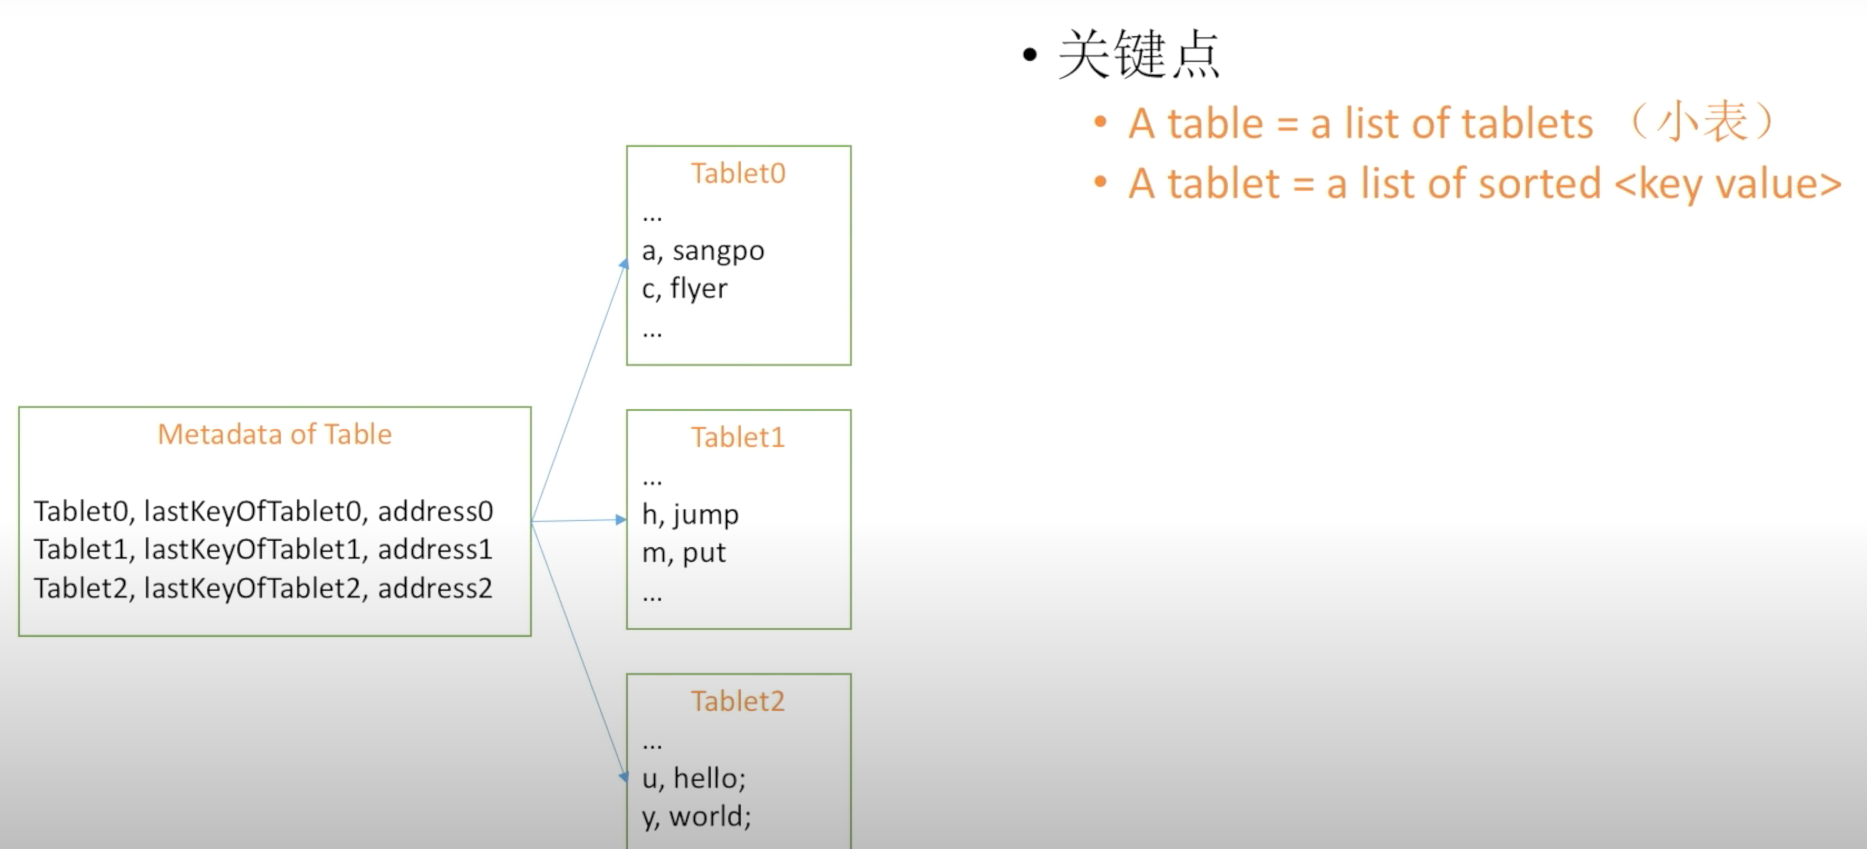 • 关键点
• A table = a list of tablets （小表）
• A tablet = a list of sorted <key value>
Metadata of Table
Tablet0, lastKeyOfTablet0, address0
Tablet1, lastKeyOfTablet1, address1
Tablet2, lastKeyOfTablet2, address2
Tablet0
...
a, sangpo
c, flyer
...
Tablet1
...
h, jump
m, put
...
Tablet2
...
u, hello;
y, world;